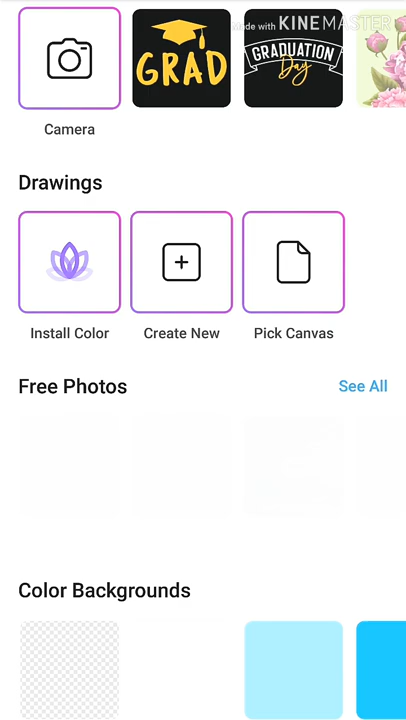 Made with KINEMASTER
GRAD
GRADUATION
Day
Camera
Drawings
Install Color
Create New
Pick Canvas
Free Photos
See All
Color Backgrounds